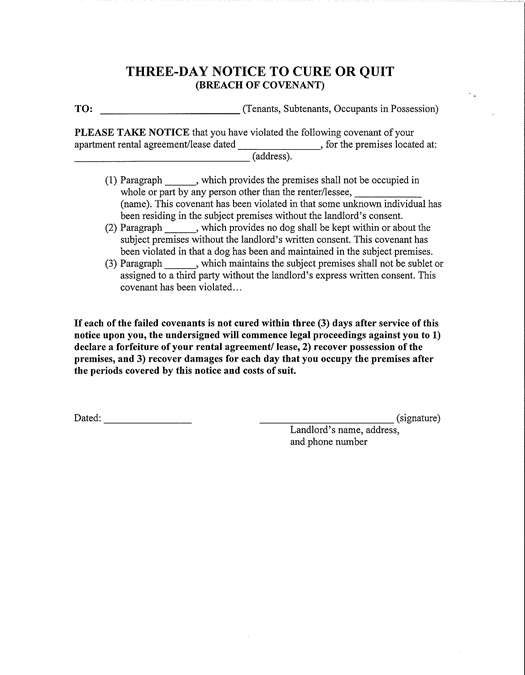 THREE-DAY NOTICE TO CURE OR QUIT
(BREACH OF COVENANT)
TO: ____________________________ (Tenants, Subtenants, Occupants in Possession)
PLEASE TAKE NOTICE that you have violated the following covenant of your
apartment rental agreement/lease dated _________________, for the premises located at:
___________________________________ (address).
(1) Paragraph ______, which provides the premises shall not be occupied in
whole or part by any person other than the renter/lessee, _____________
(name). This covenant has been violated in that some unknown individual has
been residing in the subject premises without the landlord's consent.
(2) Paragraph ______, which provides no dog shall be kept within or about the
subject premises without the landlord's written consent. This covenant has
been violated in that a dog has been and maintained in the subject premises.
(3) Paragraph ______, which maintains the subject premises shall not be sublet or
assigned to a third party without the landlord's express written consent. This
covenant has been violated…
If each of the failed covenants is not cured within three (3) days after service of this
notice upon you, the undersigned will commence legal proceedings against you to 1)
declare a forfeiture of your rental agreement/ lease, 2) recover possession of the
premises, and 3) recover damages for each day that you occupy the premises after
the periods covered by this notice and costs of suit.
Dated: __________________ ___________________________ (signature)
Landlord's name, address,
and phone number